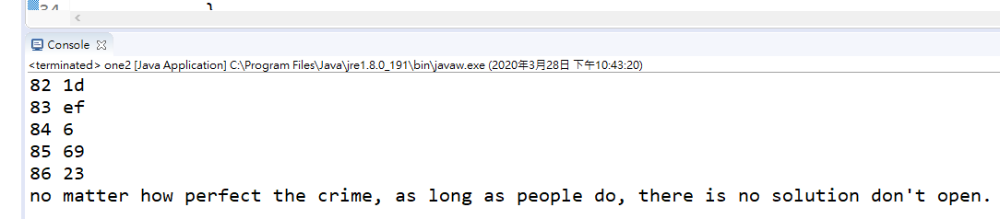 34 }
Console
<terminated> one2 [Java Application] C:\Program Files\Java\jre1.8.0_191\bin\javaw.exe (2020年3月28日 下午10:43:20)
82 1d
83 ef
84 6
85 69
86 23
no matter how perfect the crime, as long as people do, there is no solution don't open.